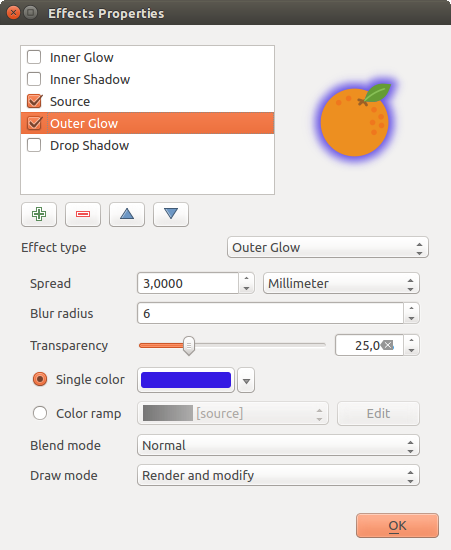 Effects Properties
Inner Glow
Inner Shadow
Source
Outer Glow
Drop Shadow
Effect type Outer Glow
Spread 3,0000 Millimeter
Blur radius 6
Transparency 25,0
Single color
Color ramp [source] Edit
Blend mode Normal
Draw mode Render and modify
OK